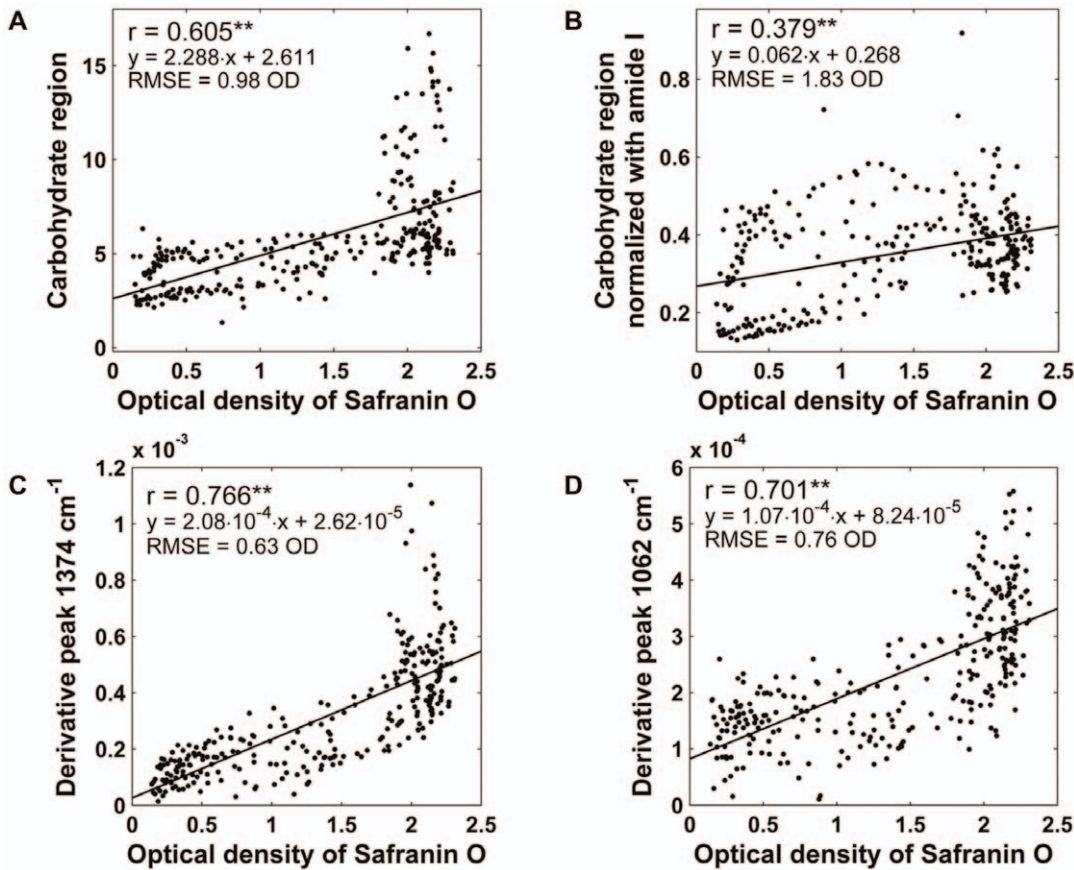 A
r = 0.605**
y = 2.288·x + 2.611
RMSE = 0.98 OD
Carbohydrate region
15
10
5
0
0
0.5
1
1.5
2
2.5
Optical density of Safranin O
B
r = 0.379**
y = 0.062·x + 0.268
RMSE = 1.83 OD
Carbohydrate region
normalized with amide I
0.8
0.6
0.4
0.2
0
0.5
1
1.5
2
2.5
Optical density of Safranin O
C
x 10⁻³
r = 0.766**
y = 2.08·10⁻⁴·x + 2.62·10⁻⁵
RMSE = 0.63 OD
Derivative peak 1374 cm⁻¹
1.2
1
0.8
0.6
0.4
0.2
0
0
0.5
1
1.5
2
2.5
Optical density of Safranin O
D
x 10⁻⁴
r = 0.701**
y = 1.07·10⁻⁴·x + 8.24·10⁻⁵
RMSE = 0.76 OD
Derivative peak 1062 cm⁻¹
6
5
4
3
2
1
0
0
0.5
1
1.5
2
2.5
Optical density of Safranin O